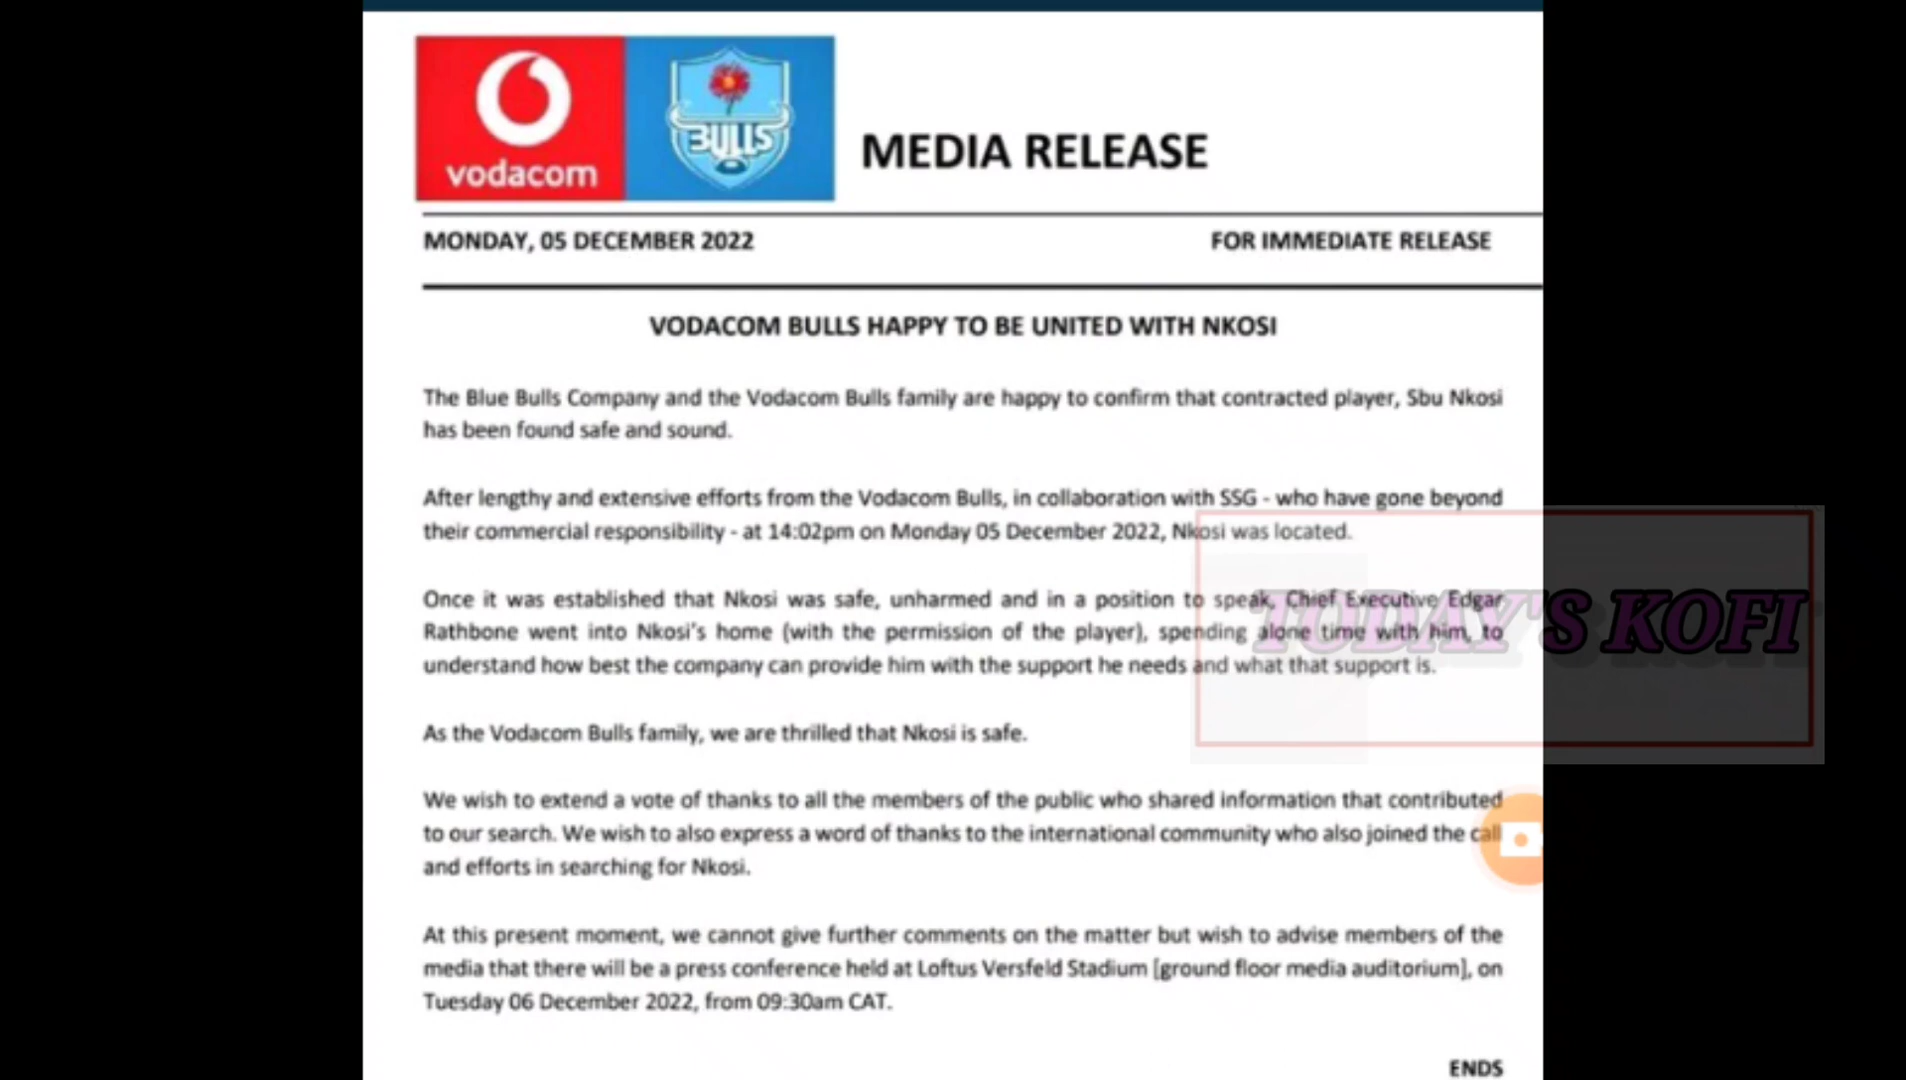 vodacom
BULLS
MEDIA RELEASE
MONDAY, 05 DECEMBER 2022 FOR IMMEDIATE RELEASE
VODACOM BULLS HAPPY TO BE UNITED WITH NKOSI
The Blue Bulls Company and the Vodacom Bulls family are happy to confirm that contracted player, Sbu Nkosi
has been found safe and sound.
After lengthy and extensive efforts from the Vodacom Bulls, in collaboration with SSG - who have gone beyond
their commercial responsibility - at 14:02pm on Monday 05 December 2022, Nkosi was located.
Once it was established that Nkosi was safe, unharmed and in a position to speak, Chief Executive Edgar
Rathbone went into Nkosi's home (with the permission of the player), spending alone time with him, to
understand how best the company can provide him with the support he needs and what that support is.
TODAY'S KOFI
As the Vodacom Bulls family, we are thrilled that Nkosi is safe.
We wish to extend a vote of thanks to all the members of the public who shared information that contributed
to our search. We wish to also express a word of thanks to the international community who also joined the call
and efforts in searching for Nkosi.
At this present moment, we cannot give further comments on the matter but wish to advise members of the
media that there will be a press conference held at Loftus Versfeld Stadium [ground floor media auditorium], on
Tuesday 06 December 2022, from 09:30am CAT.
ENDS